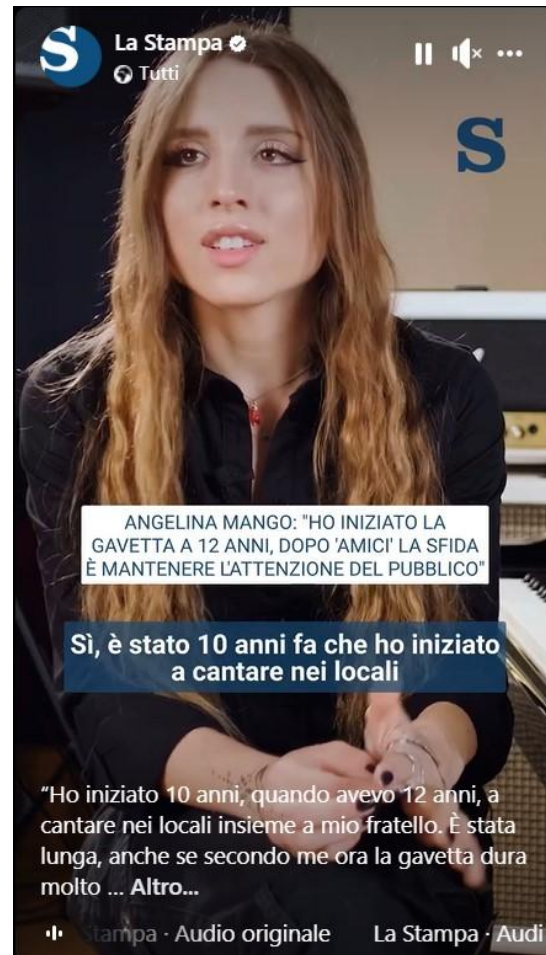 S
La Stampa
Tutti
S
ANGELINA MANGO: "HO INIZIATO LA
GAVETTA A 12 ANNI, DOPO 'AMICI' LA SFIDA
È MANTENERE L'ATTENZIONE DEL PUBBLICO"
Sì, è stato 10 anni fa che ho iniziato
a cantare nei locali
“Ho iniziato 10 anni, quando avevo 12 anni, a
cantare nei locali insieme a mio fratello. È stata
lunga, anche se secondo me ora la gavetta dura
molto ... Altro...
Stampa · Audio originale La Stampa · Audi